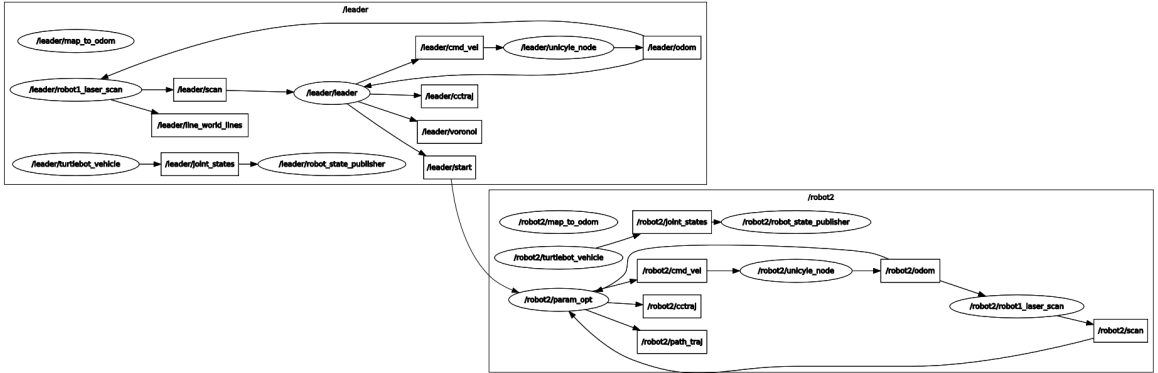 /leader
/leader/map_to_odom
/leader/cmd_vel
/leader/unicyle_node
/leader/odom
/leader/robot1_laser_scan
/leader/scan
/leader/leader
/leader/cctraj
/leader/line_world_lines
/leader/voronoi
/leader/turtlebot_vehicle
/leader/joint_states
/leader/robot_state_publisher
/leader/start
/robot2
/robot2/map_to_odom
/robot2/joint_states
/robot2/robot_state_publisher
/robot2/turtlebot_vehicle
/robot2/cmd_vel
/robot2/unicyle_node
/robot2/odom
/robot2/param_opt
/robot2/cctraj
/robot2/robot1_laser_scan
/robot2/scan
/robot2/path_traj